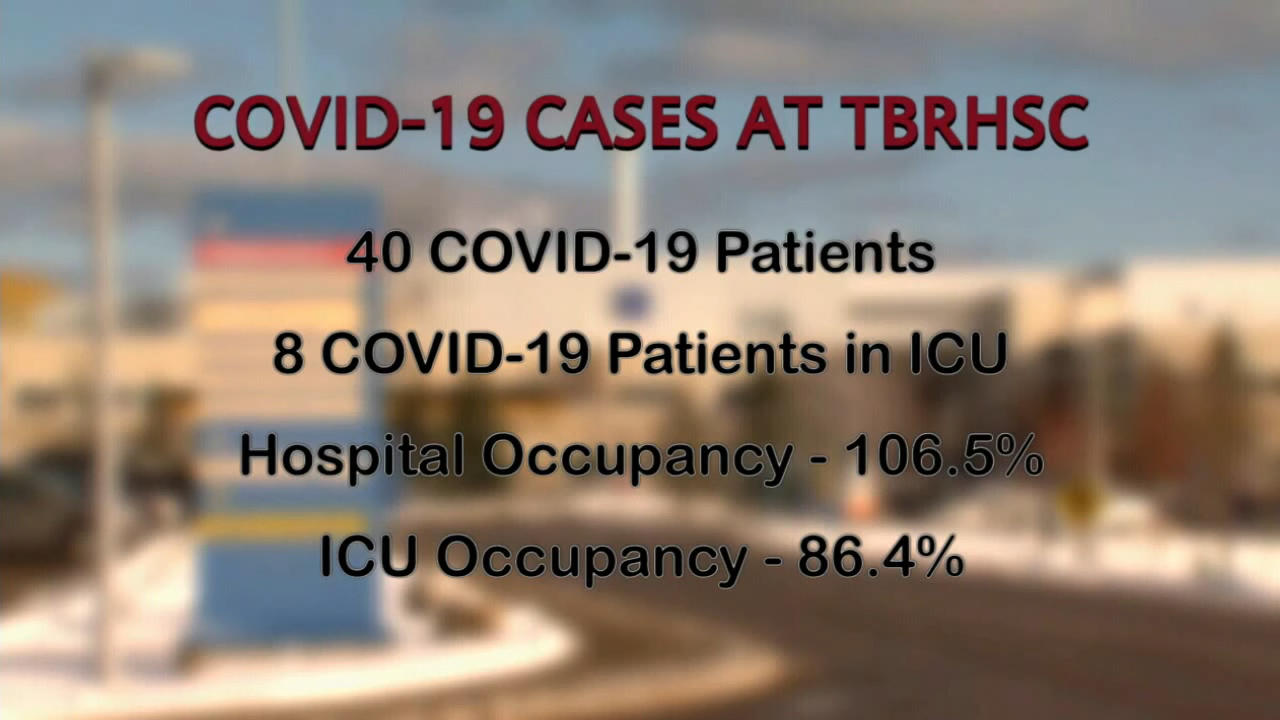 COVID-19 CASES AT TBRHSC
40 COVID-19 Patients
8 COVID-19 Patients in ICU
Hospital Occupancy - 106.5%
ICU Occupancy - 86.4%